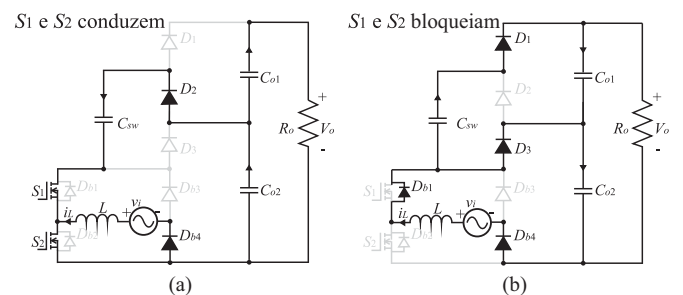 S1 e S2 conduzem
D1
D2
Co1
+
Csw
Ro
Vo
-
D3
S1
Db1
Db3
Co2
iL
L
+
vi
-
S2
Db2
Db4
(a)
S1 e S2 bloqueiam
D1
Co1
+
D2
Csw
Ro
Vo
-
D3
S1
Db1
Db3
Co2
iL
L
+
vi
-
S2
Db2
Db4
(b)